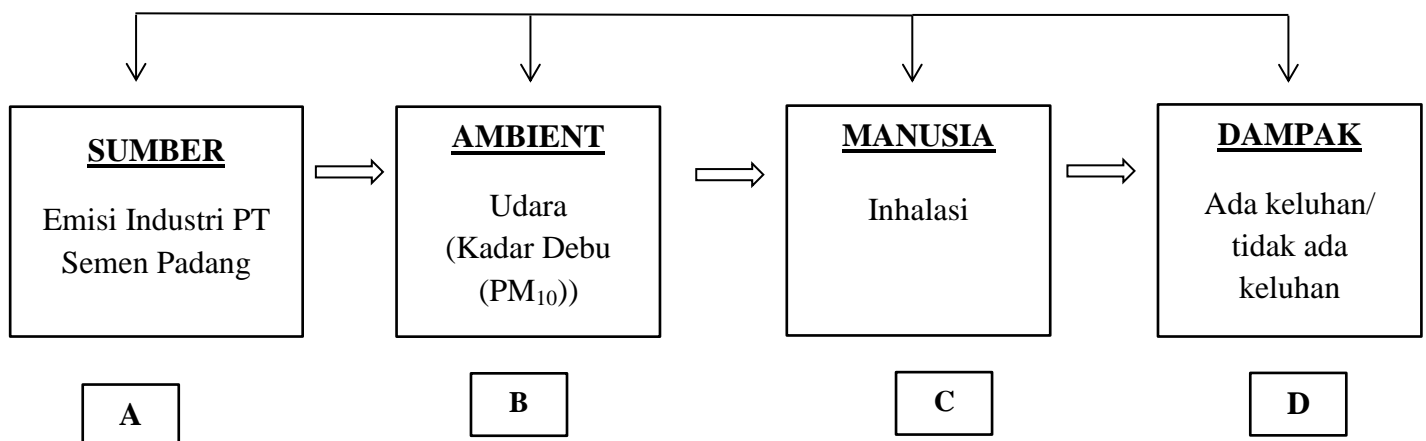 SUMBER
Emisi Industri PT
Semen Padang
AMBIENT
Udara
(Kadar Debu
(PM₁₀))
MANUSIA
Inhalasi
DAMPAK
Ada keluhan/
tidak ada
keluhan
A
B
C
D